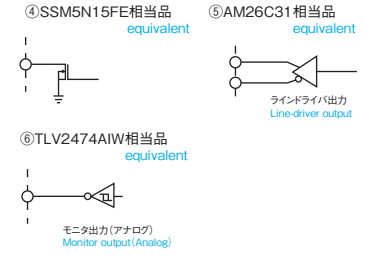 ④SSM5N15FE相当品
equivalent
⑤AM26C31相当品
equivalent
ラインドライバ出力
Line-driver output
⑥TLV2474AIW相当品
equivalent
モニタ出力(アナログ)
Monitor output(Analog)